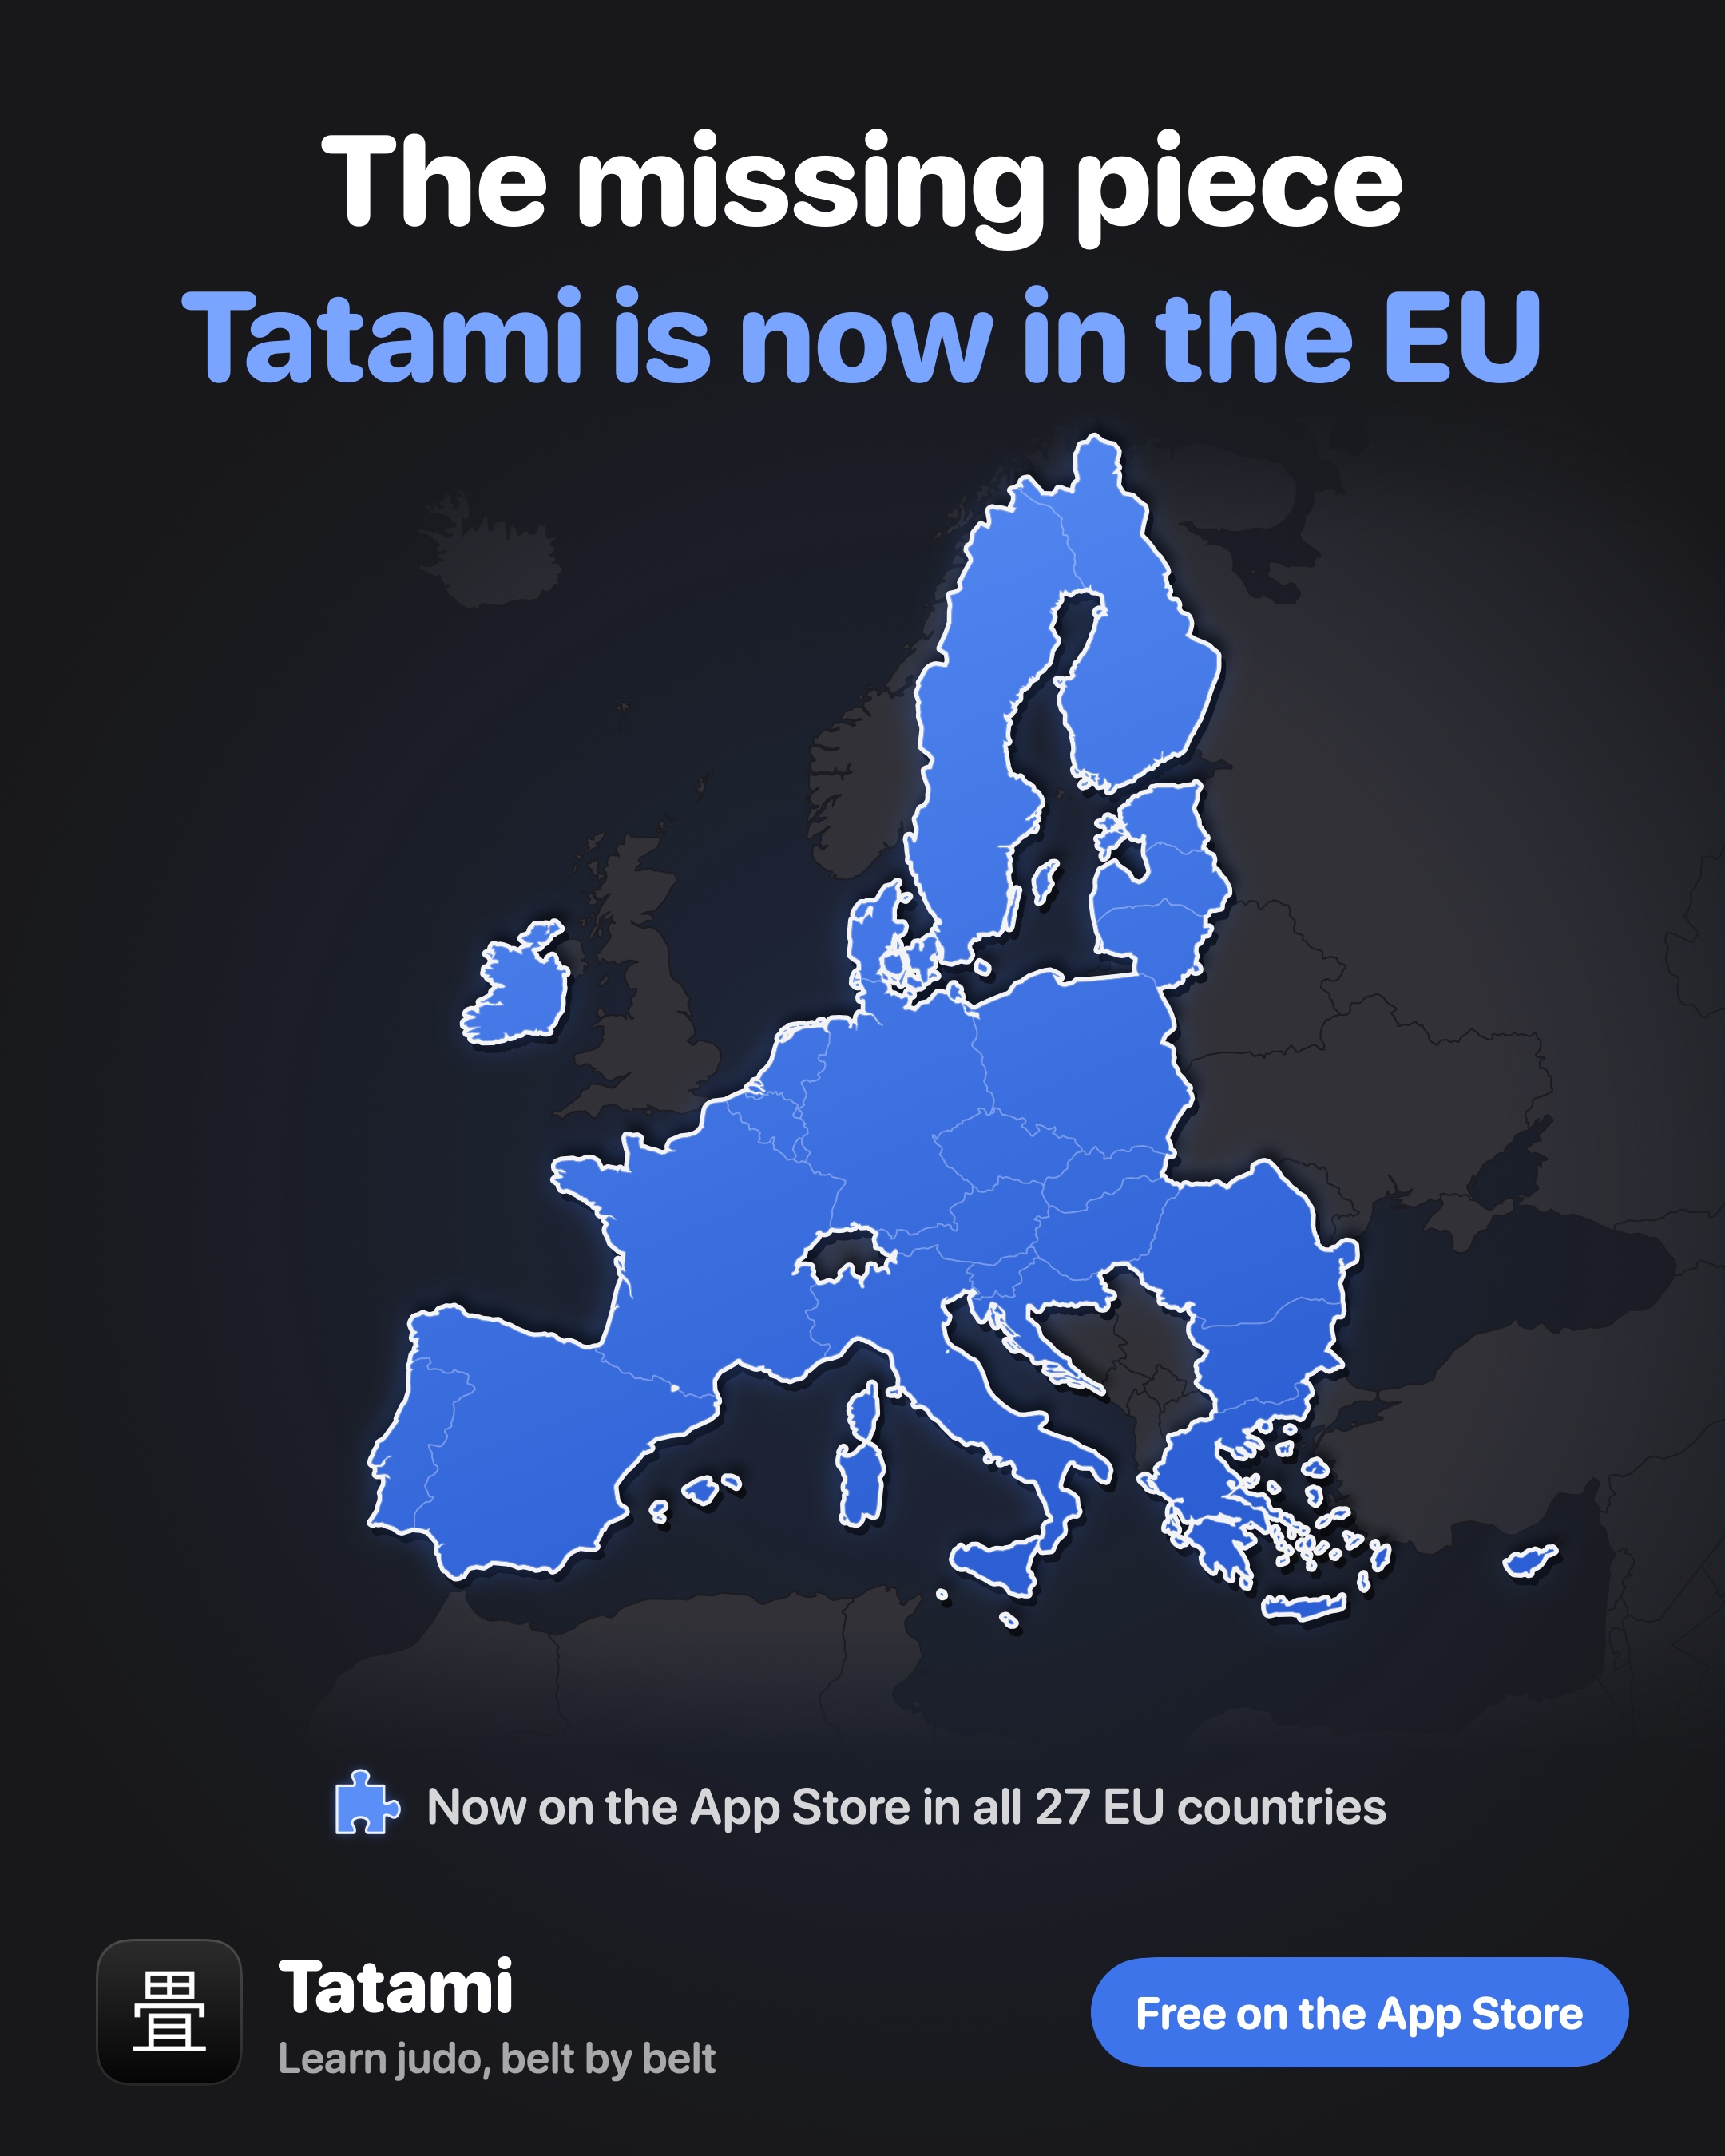 The missing piece
Tatami is now in the EU
Now on the App Store in all 27 EU countries
畳
Tatami
Learn judo, belt by belt
Free on the App Store